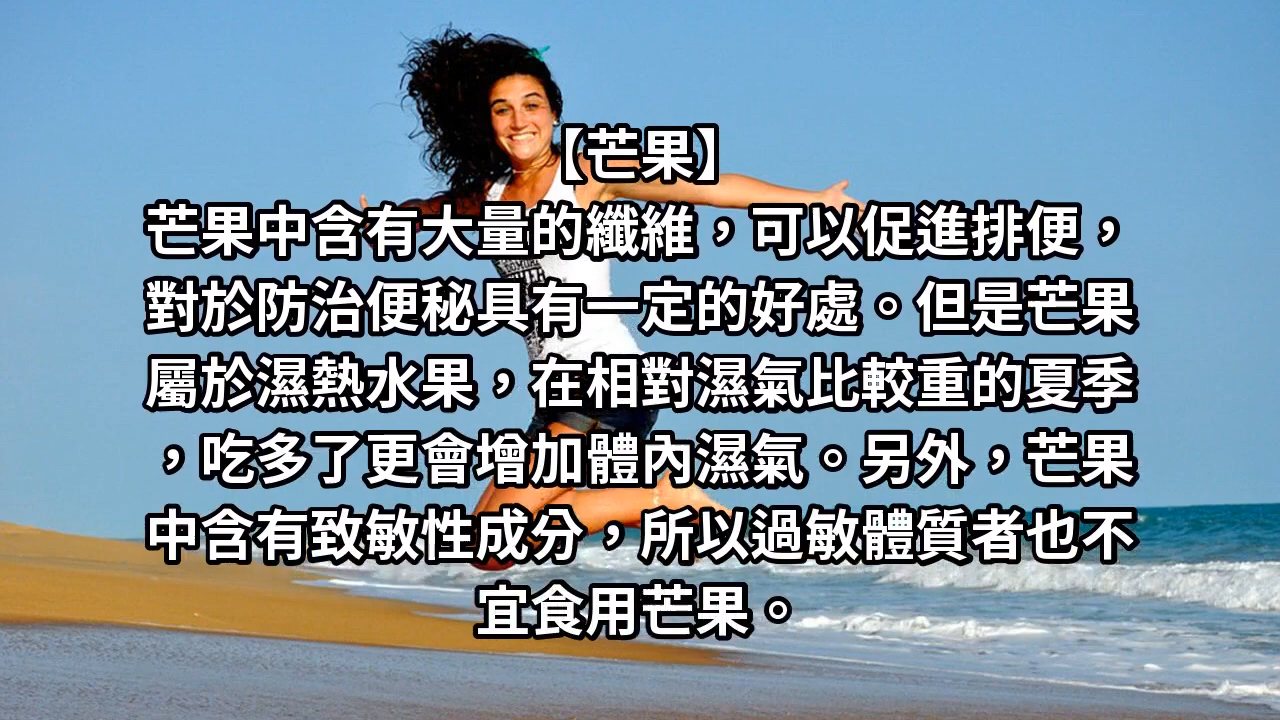 【芒果】
芒果中含有大量的纖維，可以促進排便，
對於防治便秘具有一定的好處。但是芒果
屬於濕熱水果，在相對濕氣比較重的夏季
，吃多了更會增加體內濕氣。另外，芒果
中含有致敏性成分，所以過敏體質者也不
宜食用芒果。